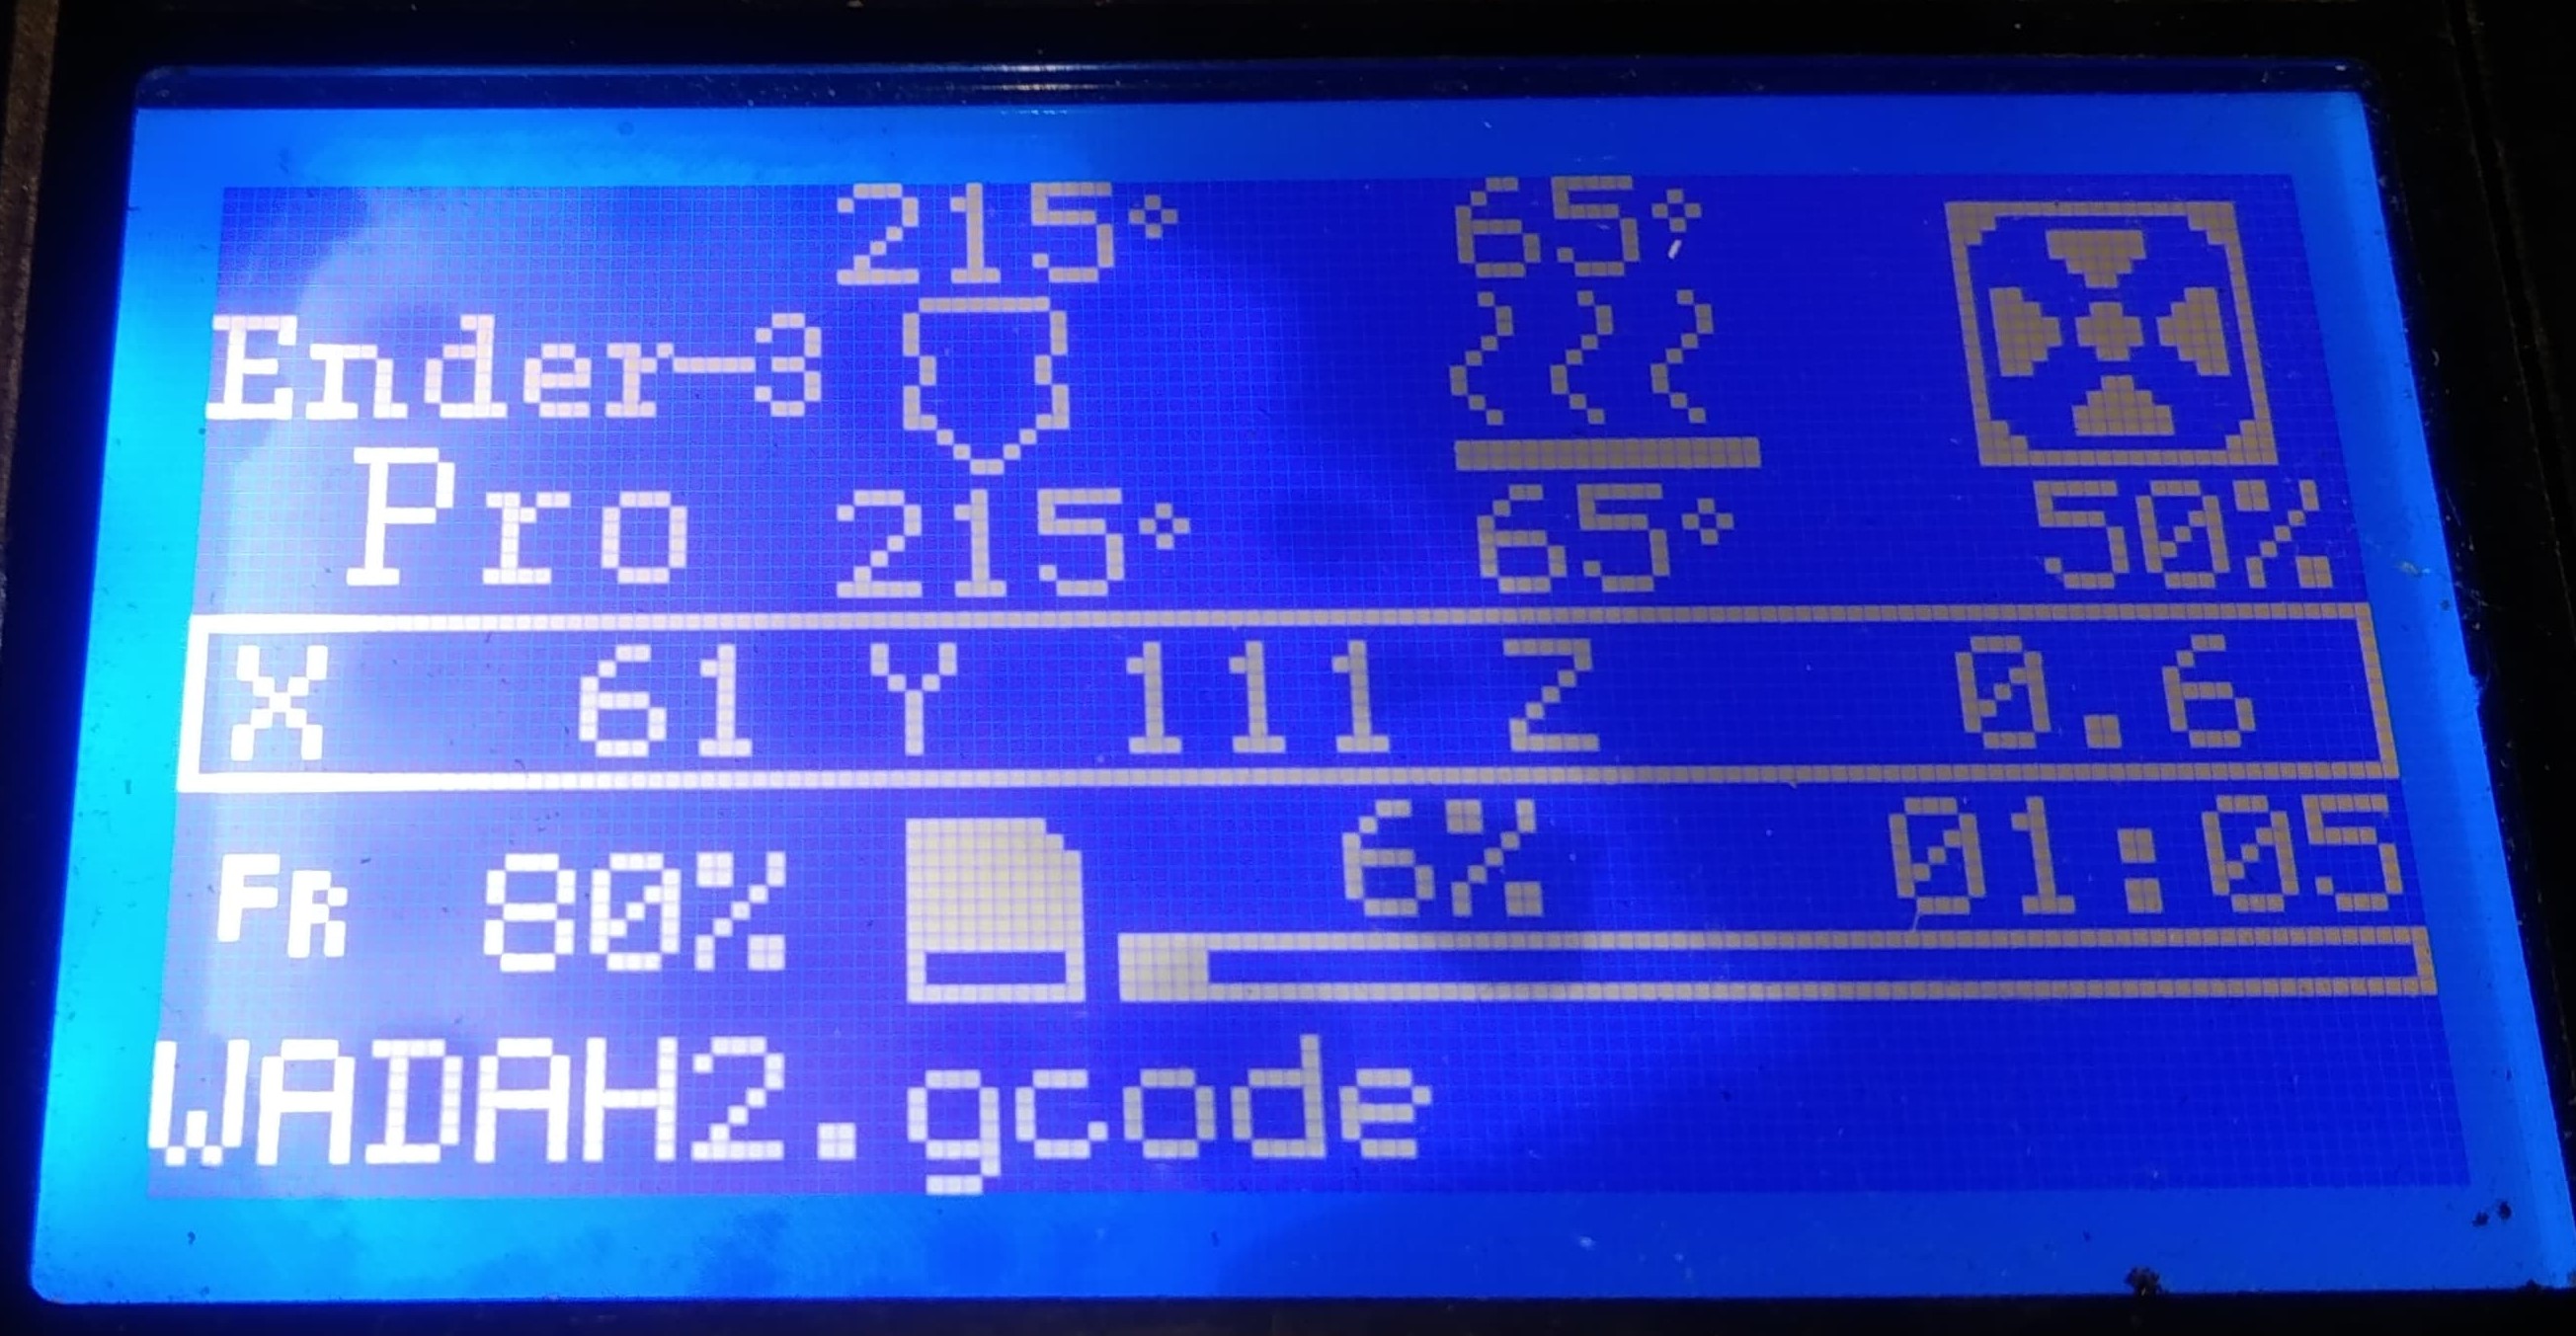 215° 65°
Ender-3
Pro 215° 65° 50%
X 61 Y 111 Z 0.6
FR 80% 6% 01:05
WADAH2.gcode